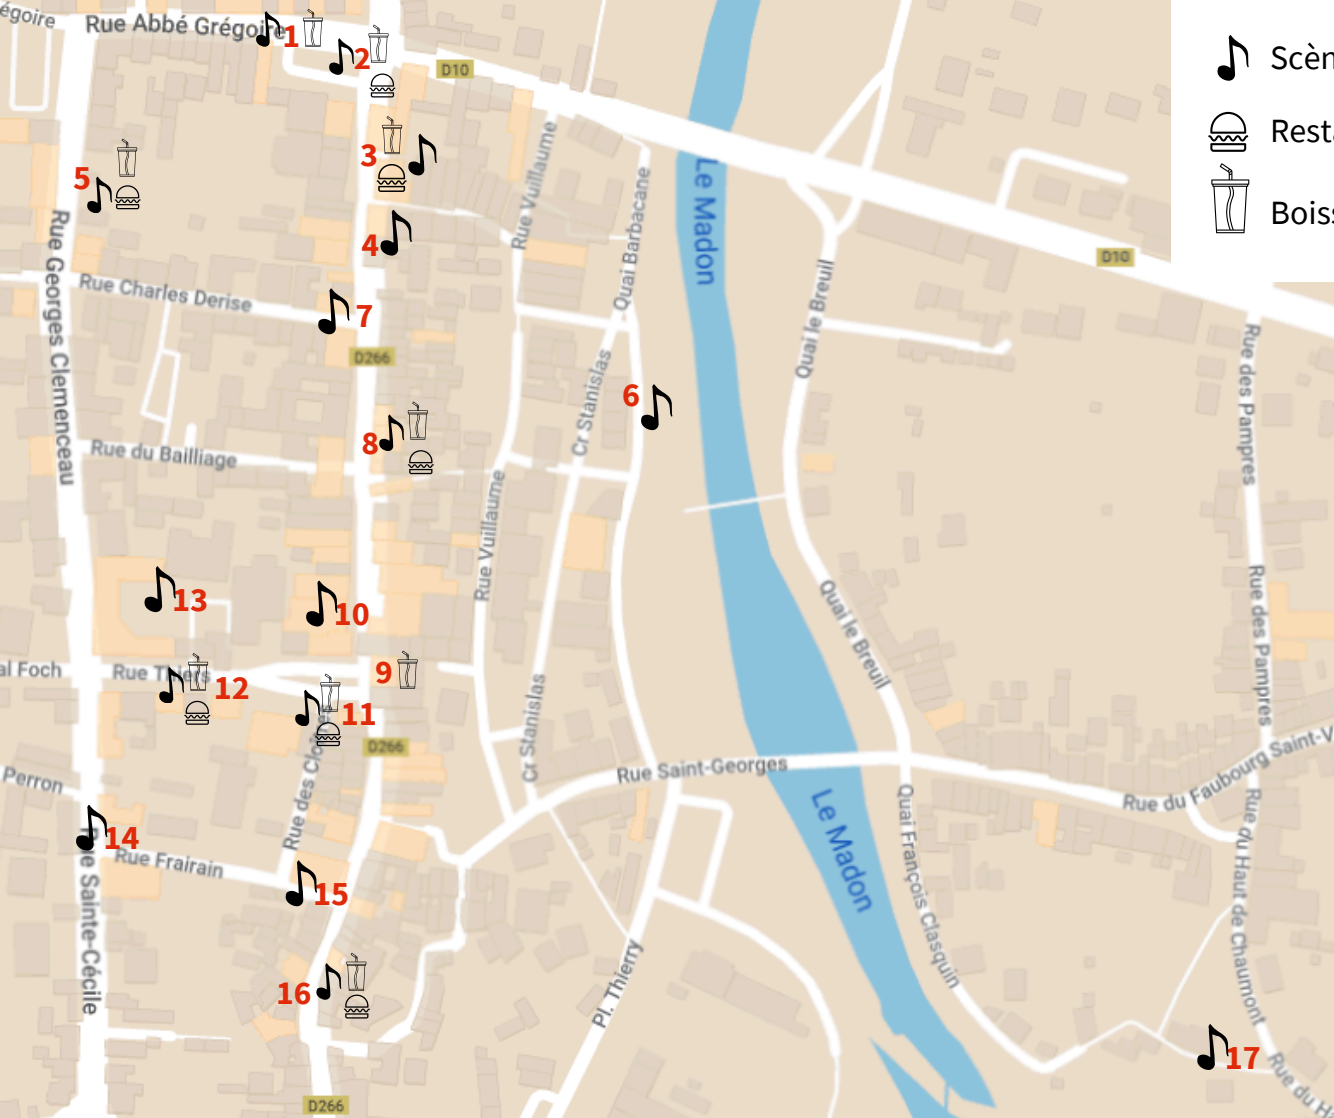 Rue Abbé Grégoire
1
2
D10
Scèn
Resta
Boiss
3
5
4
7
6
8
Rue Vuillaume
Quai Barbacane
Le Madon
D10
Rue Georges Clemenceau
Rue Charles Derise
Quai le Breuil
D266
Cr Stanislas
Rue des Pampres
Rue du Bailliage
Rue Vuillaume
13
10
Quai le Breuil
Rue des Pampres
al Foch
Rue Thiers
12
9
11
Cr Stanislas
D266
Perron
Rue Saint-Georges
Rue du Faubourg Saint-V
14
Rue Frairain
Le Madon
Quai François Clasquin
Rue du Haut de Chaumont
15
Rue Sainte-Cécile
16
Pl. Thierry
17
D266